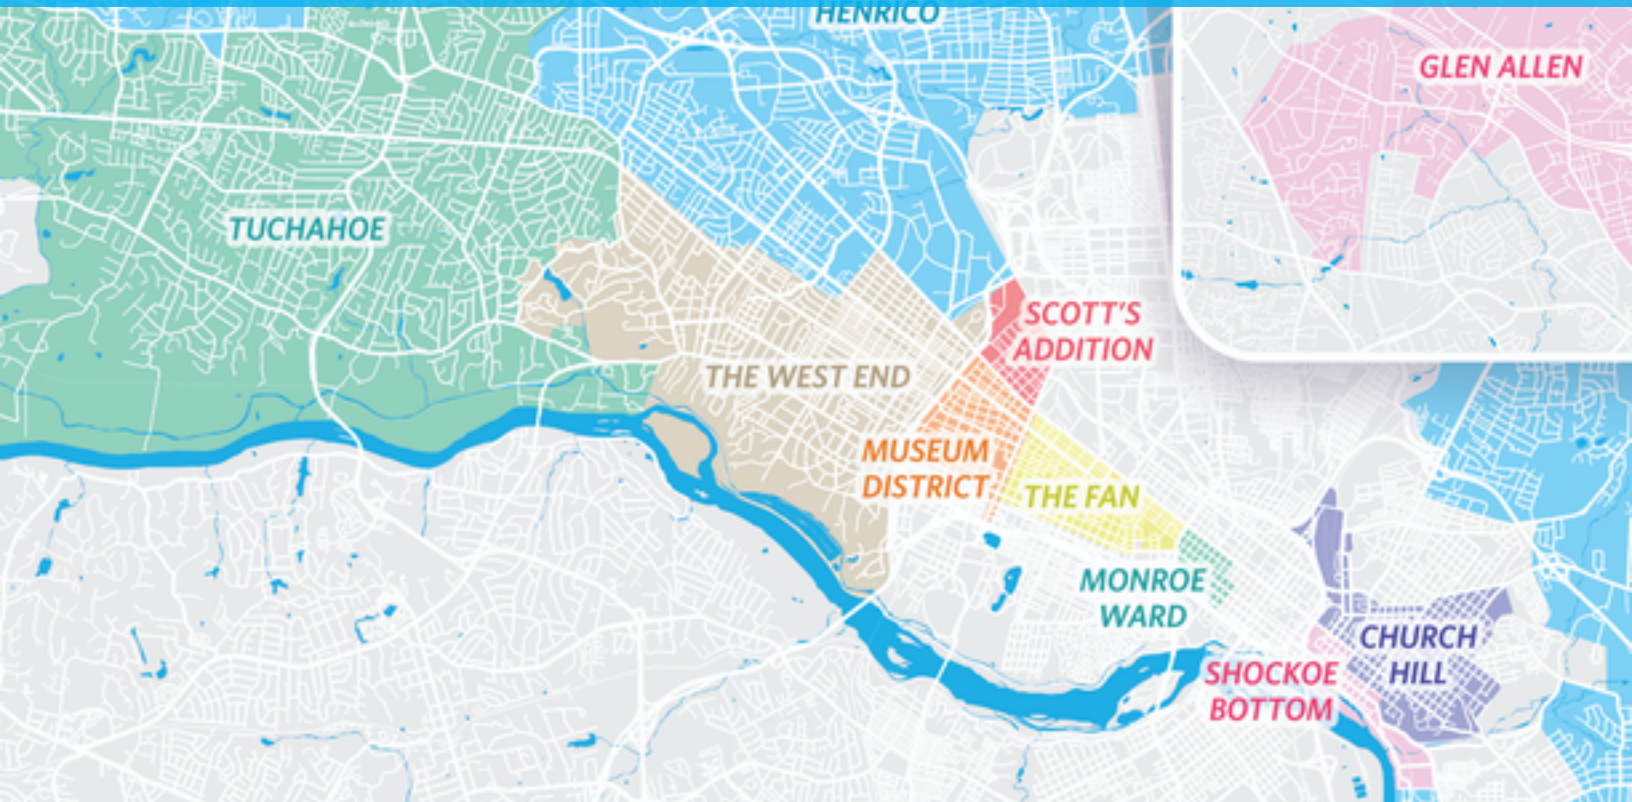 HENRICO
GLEN ALLEN
TUCHAHOE
SCOTT'S
ADDITION
THE WEST END
MUSEUM
DISTRICT
THE FAN
MONROE
WARD
CHURCH
HILL
SHOCKOE
BOTTOM